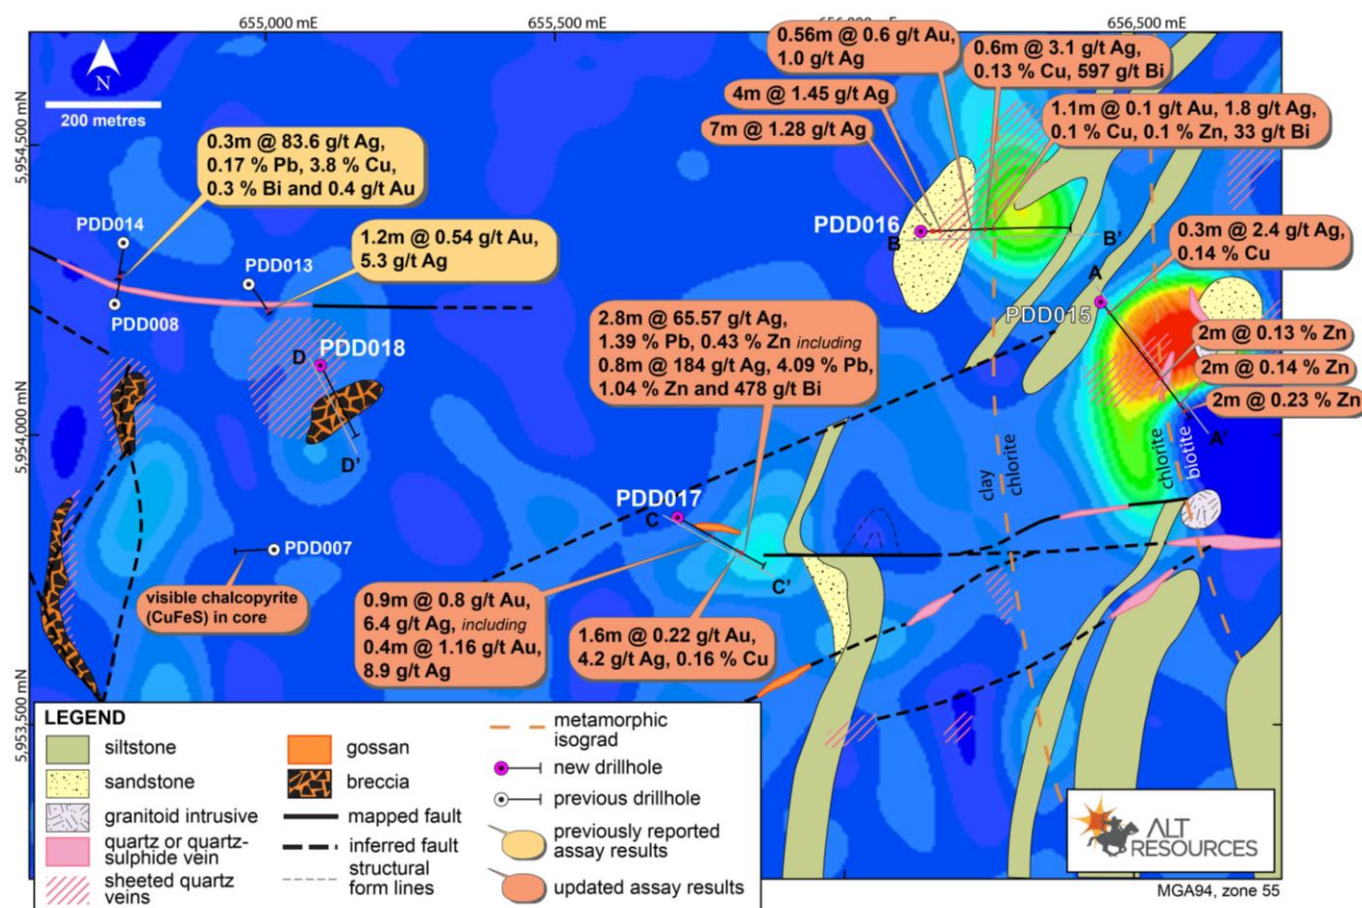 655,000 mE
655,500 mE
656,500 mE
5,954,500 mN
5,954,000 mN
5,953,500 mN
N
200 metres
0.3m @ 83.6 g/t Ag,
0.17 % Pb, 3.8 % Cu,
0.3 % Bi and 0.4 g/t Au
PDD014
PDD008
PDD013
1.2m @ 0.54 g/t Au,
5.3 g/t Ag
D
PDD018
D'
PDD007
visible chalcopyrite
(CuFeS) in core
0.56m @ 0.6 g/t Au,
1.0 g/t Ag
0.6m @ 3.1 g/t Ag,
0.13 % Cu, 597 g/t Bi
4m @ 1.45 g/t Ag
7m @ 1.28 g/t Ag
1.1m @ 0.1 g/t Au, 1.8 g/t Ag,
0.1 % Cu, 0.1 % Zn, 33 g/t Bi
PDD016
B
B'
0.3m @ 2.4 g/t Ag,
0.14 % Cu
A
PDD015
2m @ 0.13 % Zn
2m @ 0.14 % Zn
2m @ 0.23 % Zn
A'
2.8m @ 65.57 g/t Ag,
1.39 % Pb, 0.43 % Zn including
0.8m @ 184 g/t Ag, 4.09 % Pb,
1.04 % Zn and 478 g/t Bi
clay
chlorite
chlorite
biotite
PDD017
C
C'
0.9m @ 0.8 g/t Au,
6.4 g/t Ag, including
0.4m @ 1.16 g/t Au,
8.9 g/t Ag
1.6m @ 0.22 g/t Au,
4.2 g/t Ag, 0.16 % Cu
LEGEND
siltstone
sandstone
granitoid intrusive
quartz or quartz-
sulphide vein
sheeted quartz
veins
gossan
breccia
mapped fault
inferred fault
structural
form lines
metamorphic
isograd
new drillhole
previous drillhole
previously reported
assay results
updated assay results
ALT
RESOURCES
MGA94, zone 55